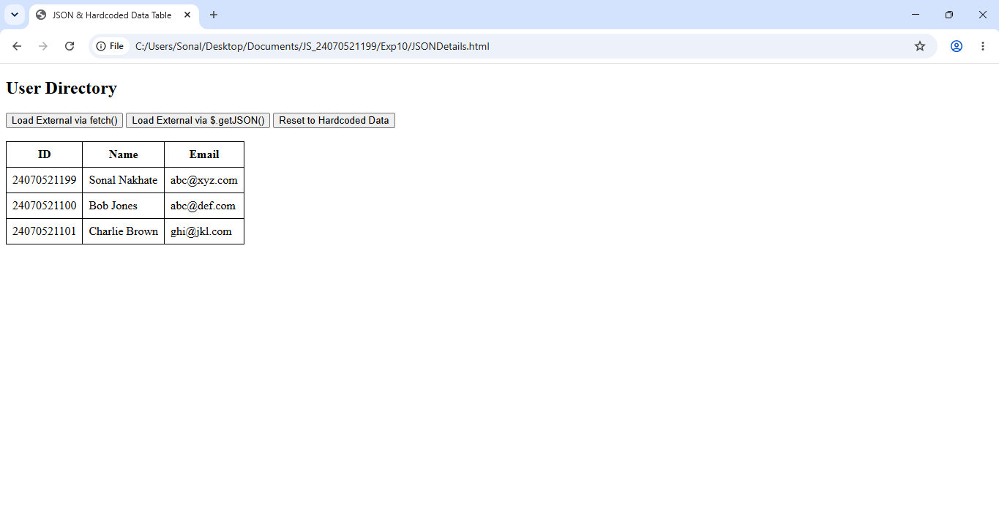 JSON & Hardcoded Data Table
File C:/Users/Sonal/Desktop/Documents/JS_24070521199/Exp10/JSONDetails.html
User Directory
Load External via fetch() Load External via $.getJSON() Reset to Hardcoded Data
ID Name Email
24070521199 Sonal Nakhate abc@xyz.com
24070521100 Bob Jones abc@def.com
24070521101 Charlie Brown ghi@jkl.com